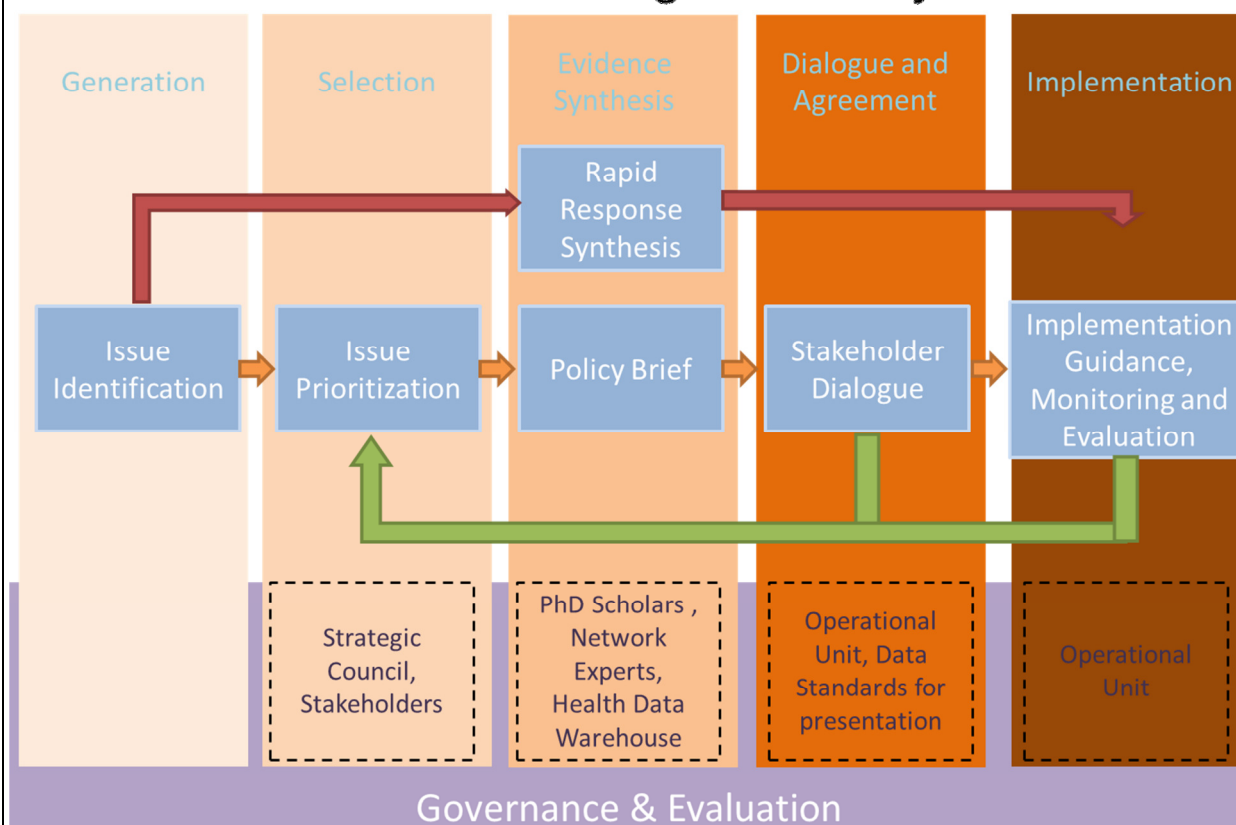 Generation
Selection
Evidence
Synthesis
Dialogue and
Agreement
Implementation
Rapid
Response
Synthesis
Issue
Identification
Issue
Prioritization
Policy Brief
Stakeholder
Dialogue
Implementation
Guidance,
Monitoring and
Evaluation
Strategic
Council,
Stakeholders
PhD Scholars ,
Network
Experts,
Health Data
Warehouse
Operational
Unit, Data
Standards for
presentation
Operational
Unit
Governance & Evaluation